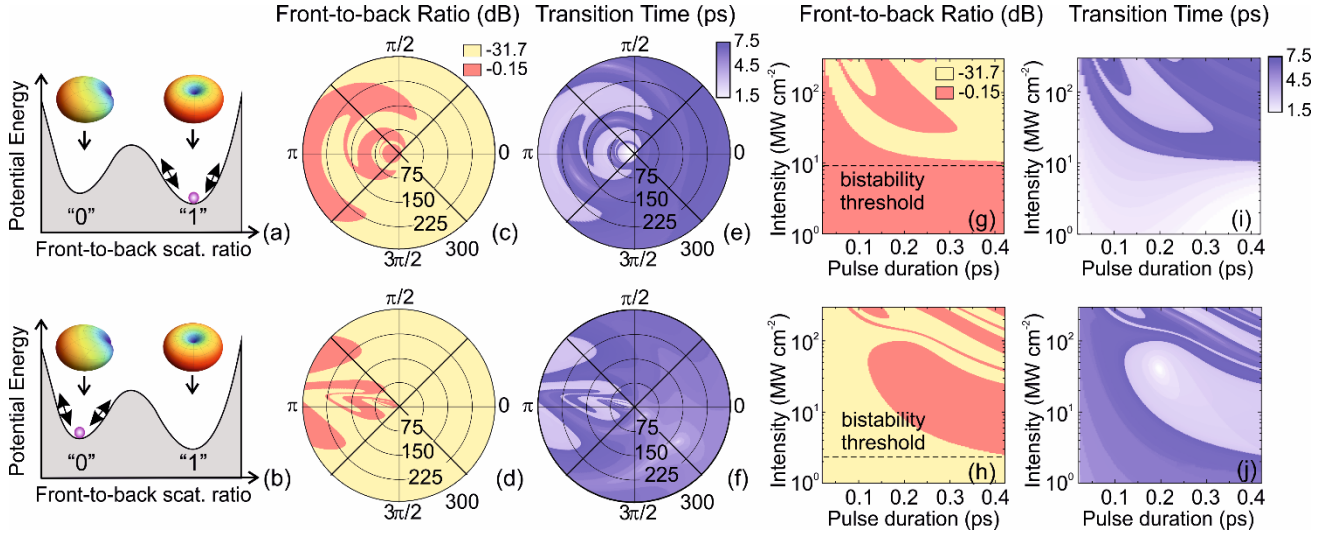 Front-to-back Ratio (dB) Transition Time (ps) Front-to-back Ratio (dB) Transition Time (ps)
Potential Energy
"0" "1"
Front-to-back scat. ratio
(a)
π/2
-31.7
-0.15
π
0
75
150
225
300
3π/2
(c)
π/2
7.5
4.5
1.5
0
75
150
225
300
3π/2
(e)
Intensity (MW cm⁻²)
10²
10¹
10⁰
-31.7
-0.15
bistability
threshold
(g)
0.1 0.2 0.3 0.4
Pulse duration (ps)
Intensity (MW cm⁻²)
10²
10¹
10⁰
7.5
4.5
1.5
(i)
0.1 0.2 0.3 0.4
Pulse duration (ps)
Potential Energy
"0" "1"
Front-to-back scat. ratio
(b)
π/2
π
0
75
150
225
300
3π/2
(d)
π/2
π
0
75
150
225
300
3π/2
(f)
Intensity (MW cm⁻²)
10²
10¹
10⁰
bistability
threshold
(h)
0.1 0.2 0.3 0.4
Pulse duration (ps)
Intensity (MW cm⁻²)
10²
10¹
10⁰
(j)
0.1 0.2 0.3 0.4
Pulse duration (ps)